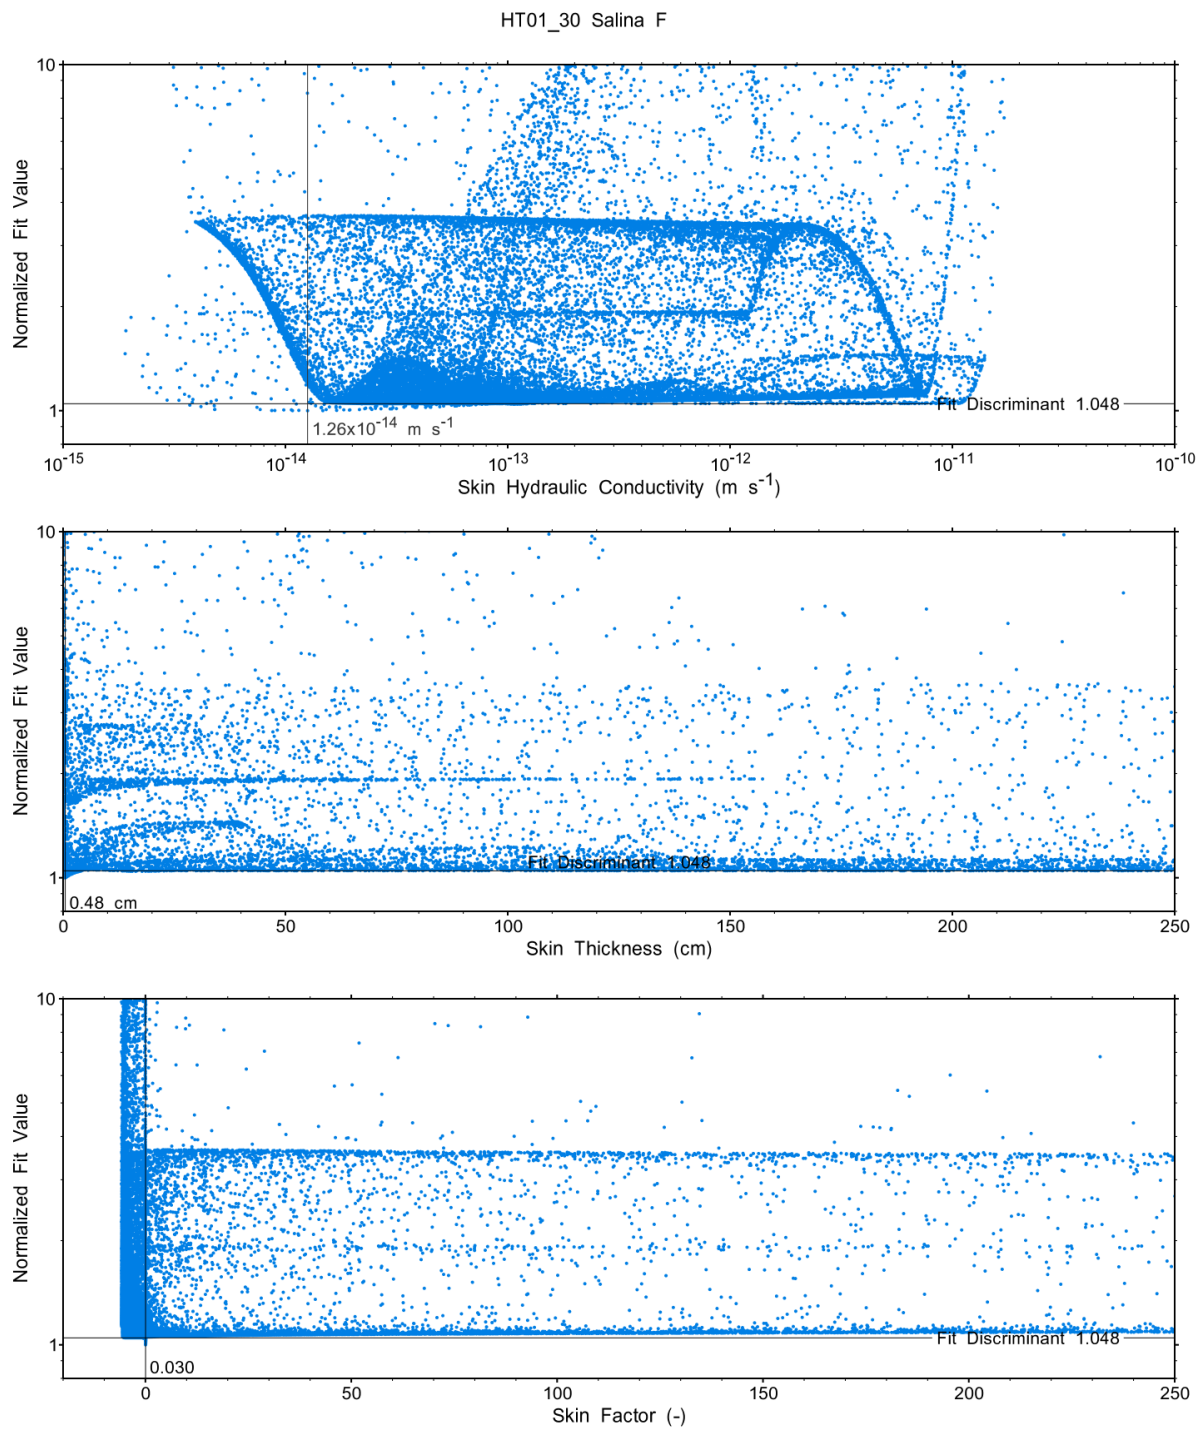 HT01_30 Salina F
10
Normalized Fit Value
Fit Discriminant 1.048
1
1.26x10⁻¹⁴ m s⁻¹
10⁻¹⁵ 10⁻¹⁴ 10⁻¹³ 10⁻¹² 10⁻¹¹ 10⁻¹⁰
Skin Hydraulic Conductivity (m s⁻¹)
10
Normalized Fit Value
Fit Discriminant 1.048
1
0.48 cm
0 50 100 150 200 250
Skin Thickness (cm)
10
Normalized Fit Value
Fit Discriminant 1.048
1
0.030
0 50 100 150 200 250
Skin Factor (-)